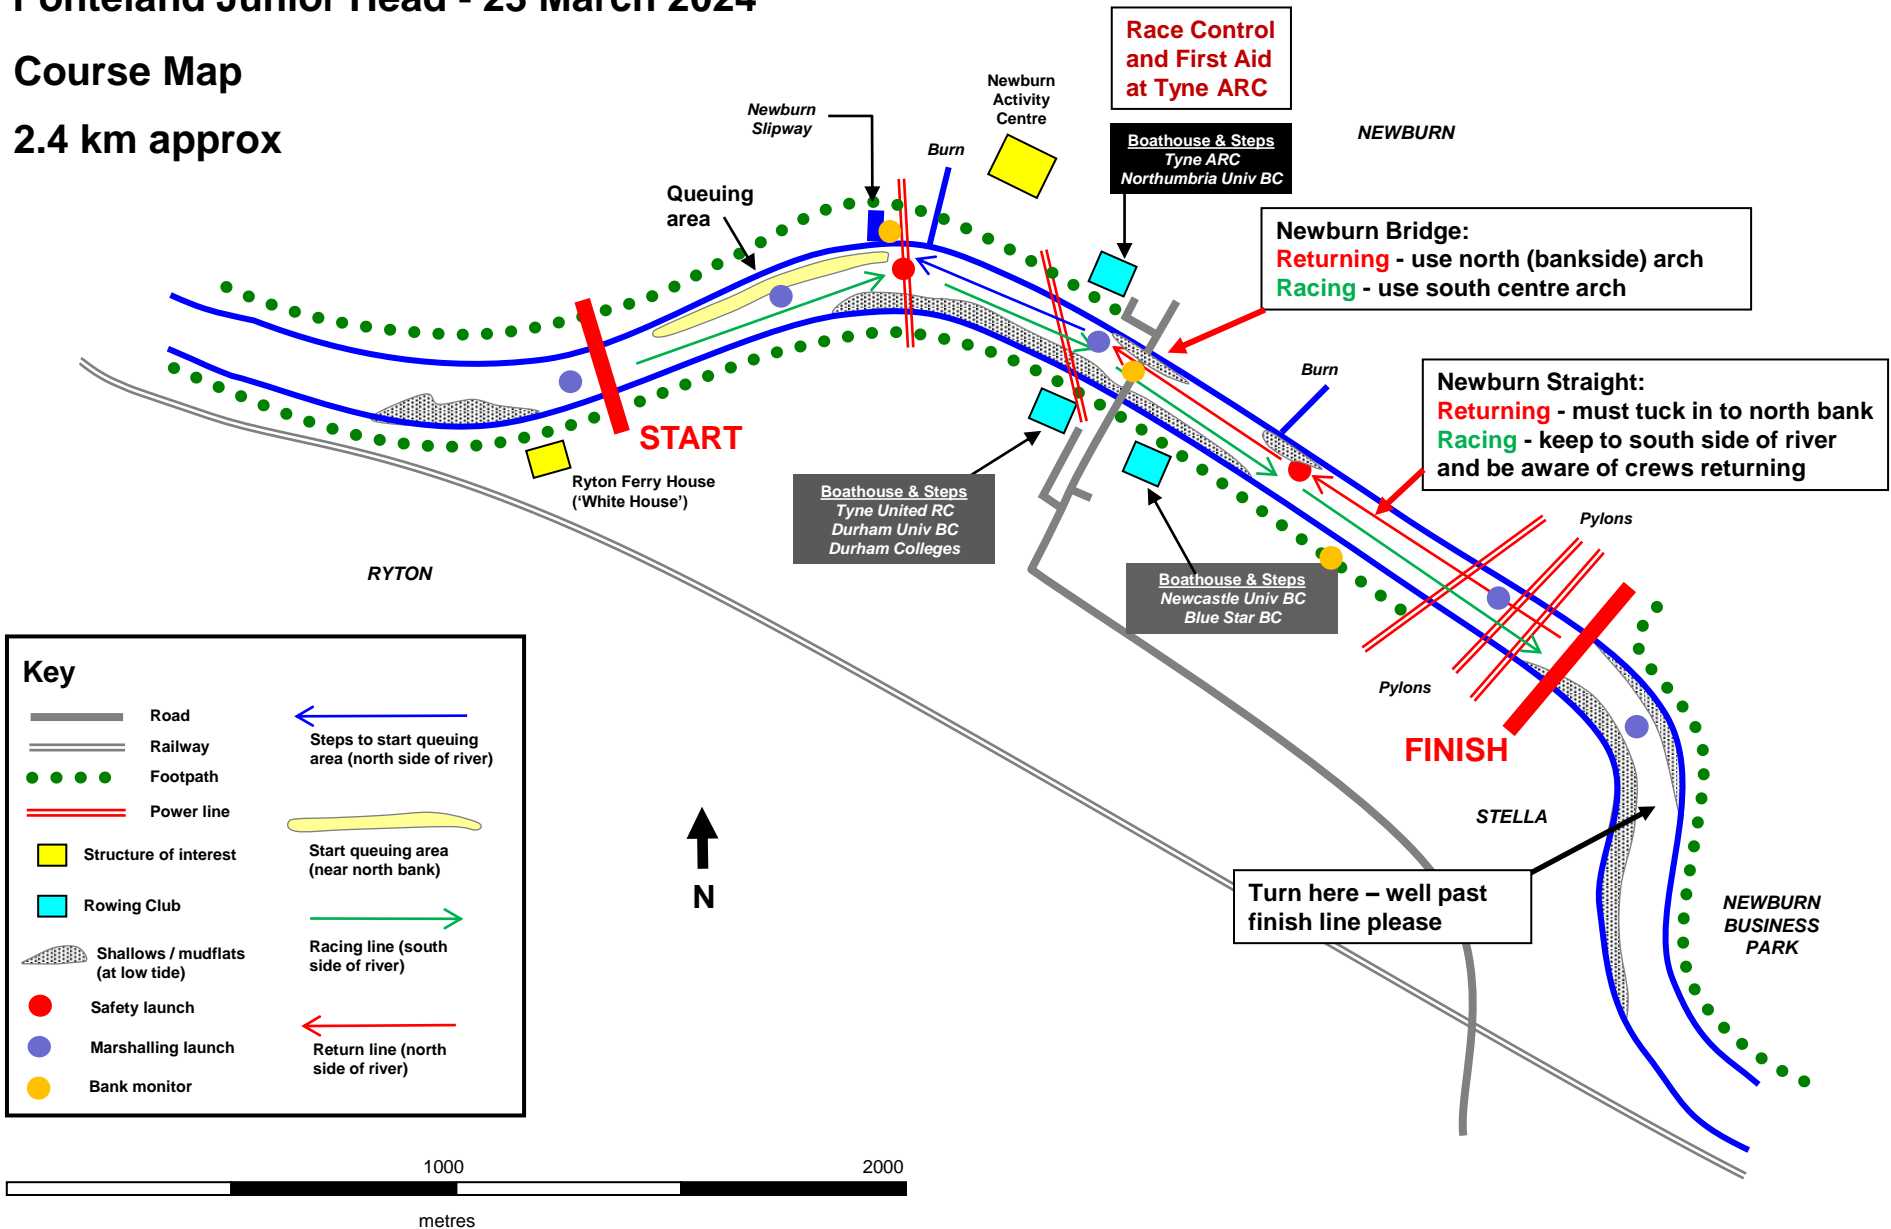 Ponteland Junior Head - 23 March 2024
Course Map
2.4 km approx
Race Control
and First Aid
at Tyne ARC
Newburn
Activity
Centre
Newburn
Slipway
Burn
Boathouse & Steps
Tyne ARC
Northumbria Univ BC
NEWBURN
Queuing
area
Newburn Bridge:
Returning - use north (bankside) arch
Racing - use south centre arch
Burn
Newburn Straight:
Returning - must tuck in to north bank
Racing - keep to south side of river
and be aware of crews returning
START
Ryton Ferry House
(‘White House’)
Boathouse & Steps
Tyne United RC
Durham Univ BC
Durham Colleges
Pylons
RYTON
Boathouse & Steps
Newcastle Univ BC
Blue Star BC
Pylons
FINISH
STELLA
Turn here – well past
finish line please
NEWBURN
BUSINESS
PARK
N
Key
Road
Railway
Footpath
Power line
Structure of interest
Rowing Club
Shallows / mudflats
(at low tide)
Safety launch
Marshalling launch
Bank monitor
Steps to start queuing
area (north side of river)
Start queuing area
(near north bank)
Racing line (south
side of river)
Return line (north
side of river)
1000
2000
metres